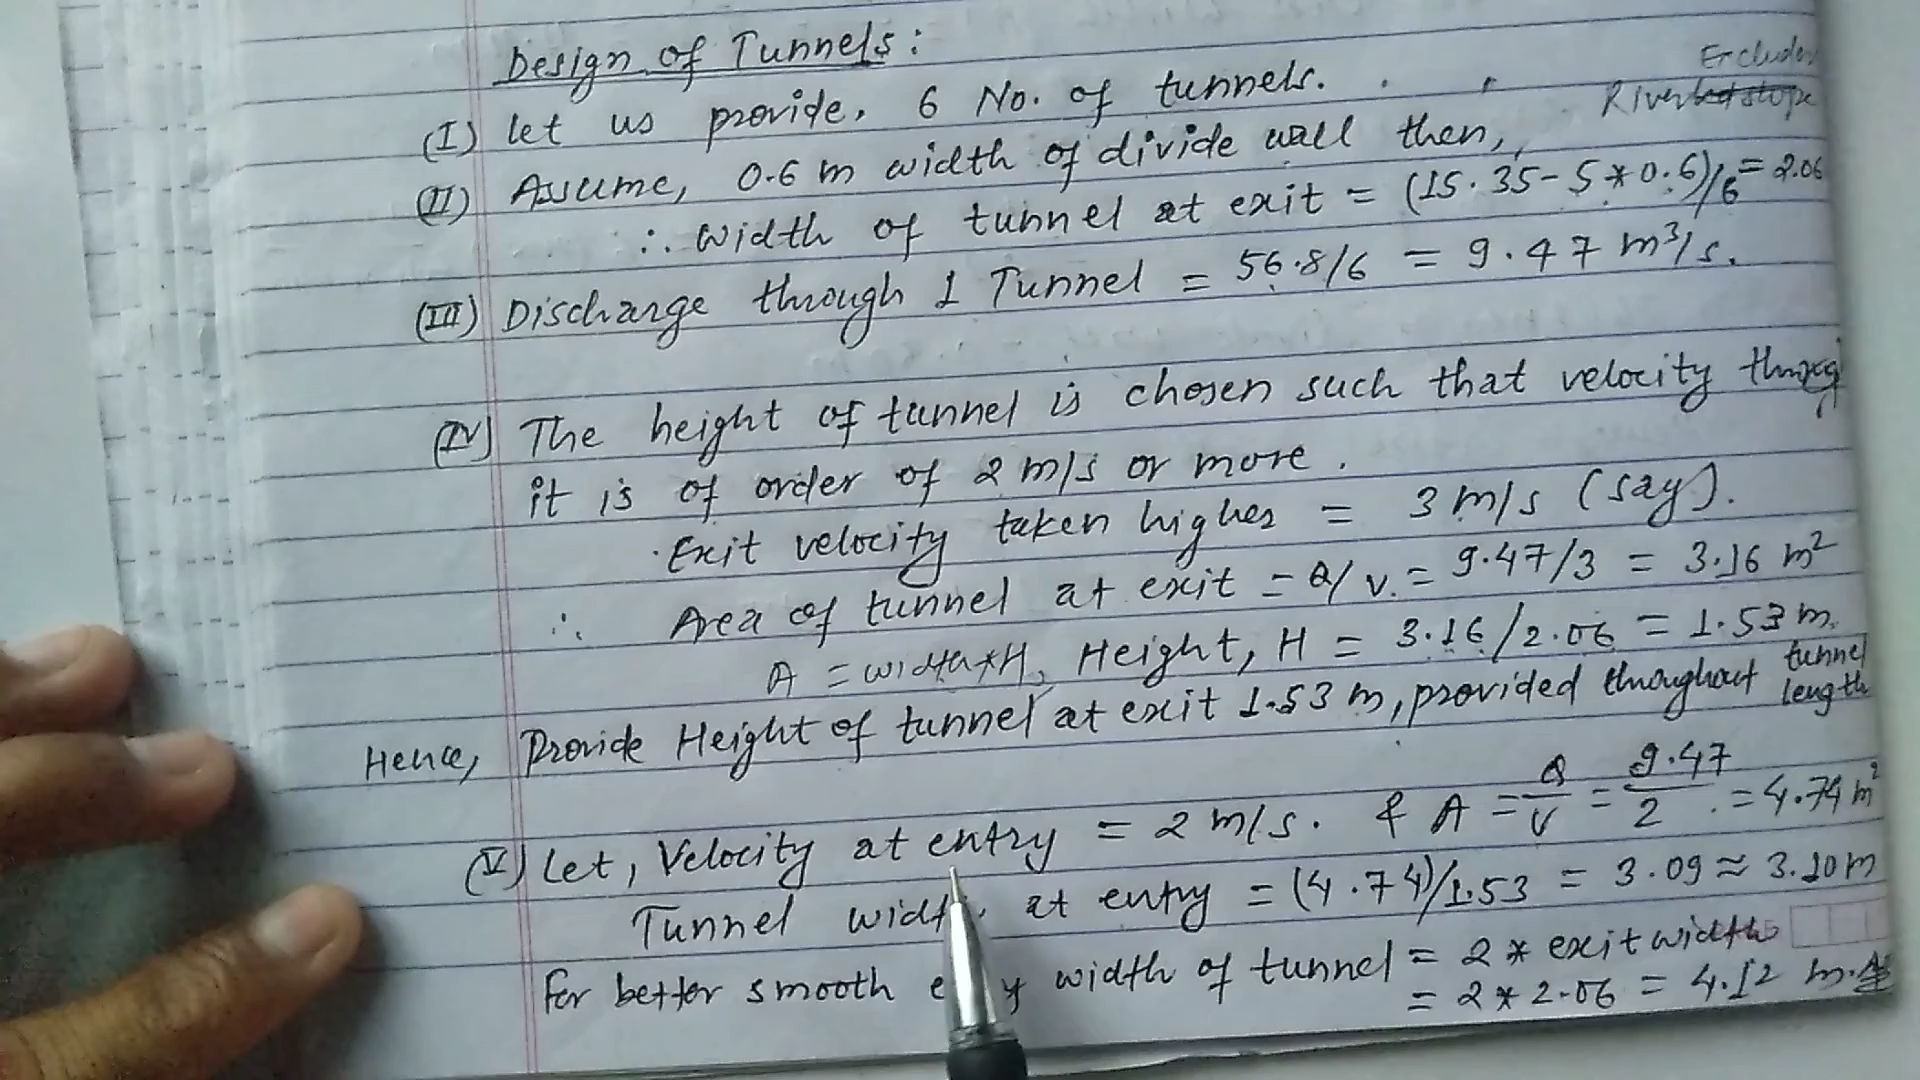 Design of Tunnels:
(I) Let us provide, 6 No. of tunnels.
Excluder
River bed slope
(II) Assume, 0.6 m width of divide wall then,
∴ width of tunnel at exit = (15.35 - 5*0.6)/6 = 2.06
(III) Discharge through 1 Tunnel = 56.8/6 = 9.47 m³/s.
(IV) The height of tunnel is chosen such that velocity throug
it is of order of 2 m/s or more.
Exit velocity taken higher = 3 m/s (say).
∴ Area of tunnel at exit = Q/V. = 9.47/3 = 3.16 m²
A = width*H, Height, H = 3.16/2.06 = 1.53 m.
Hence, Provide Height of tunnel at exit 1.53 m, provided throughout tunnel length
(V) Let, Velocity at entry = 2 m/s. & A = Q/V = 9.47/2 = 4.74 m²
Tunnel width at entry = (4.74)/1.53 = 3.09 ≈ 3.10 m
For better smooth width of tunnel = 2 * exit width
= 2 * 2.06 = 4.12 m.